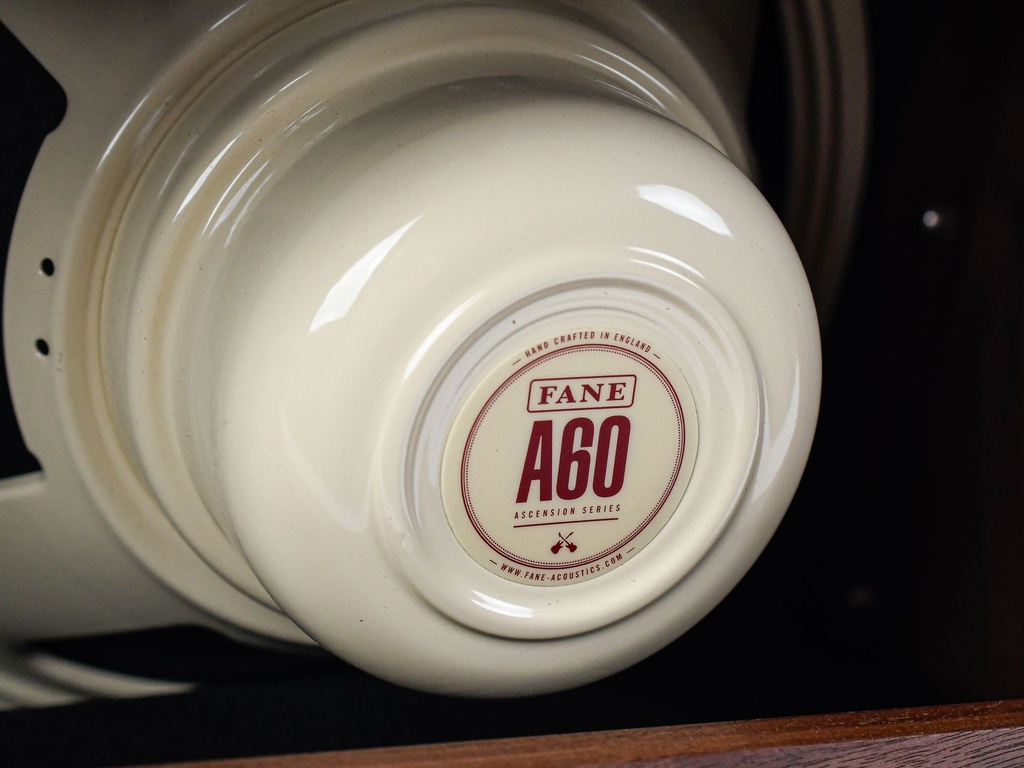 — HAND CRAFTED IN ENGLAND —
FANE
A60
ASCENSION SERIES
— WWW.FANE-ACOUSTICS.COM —